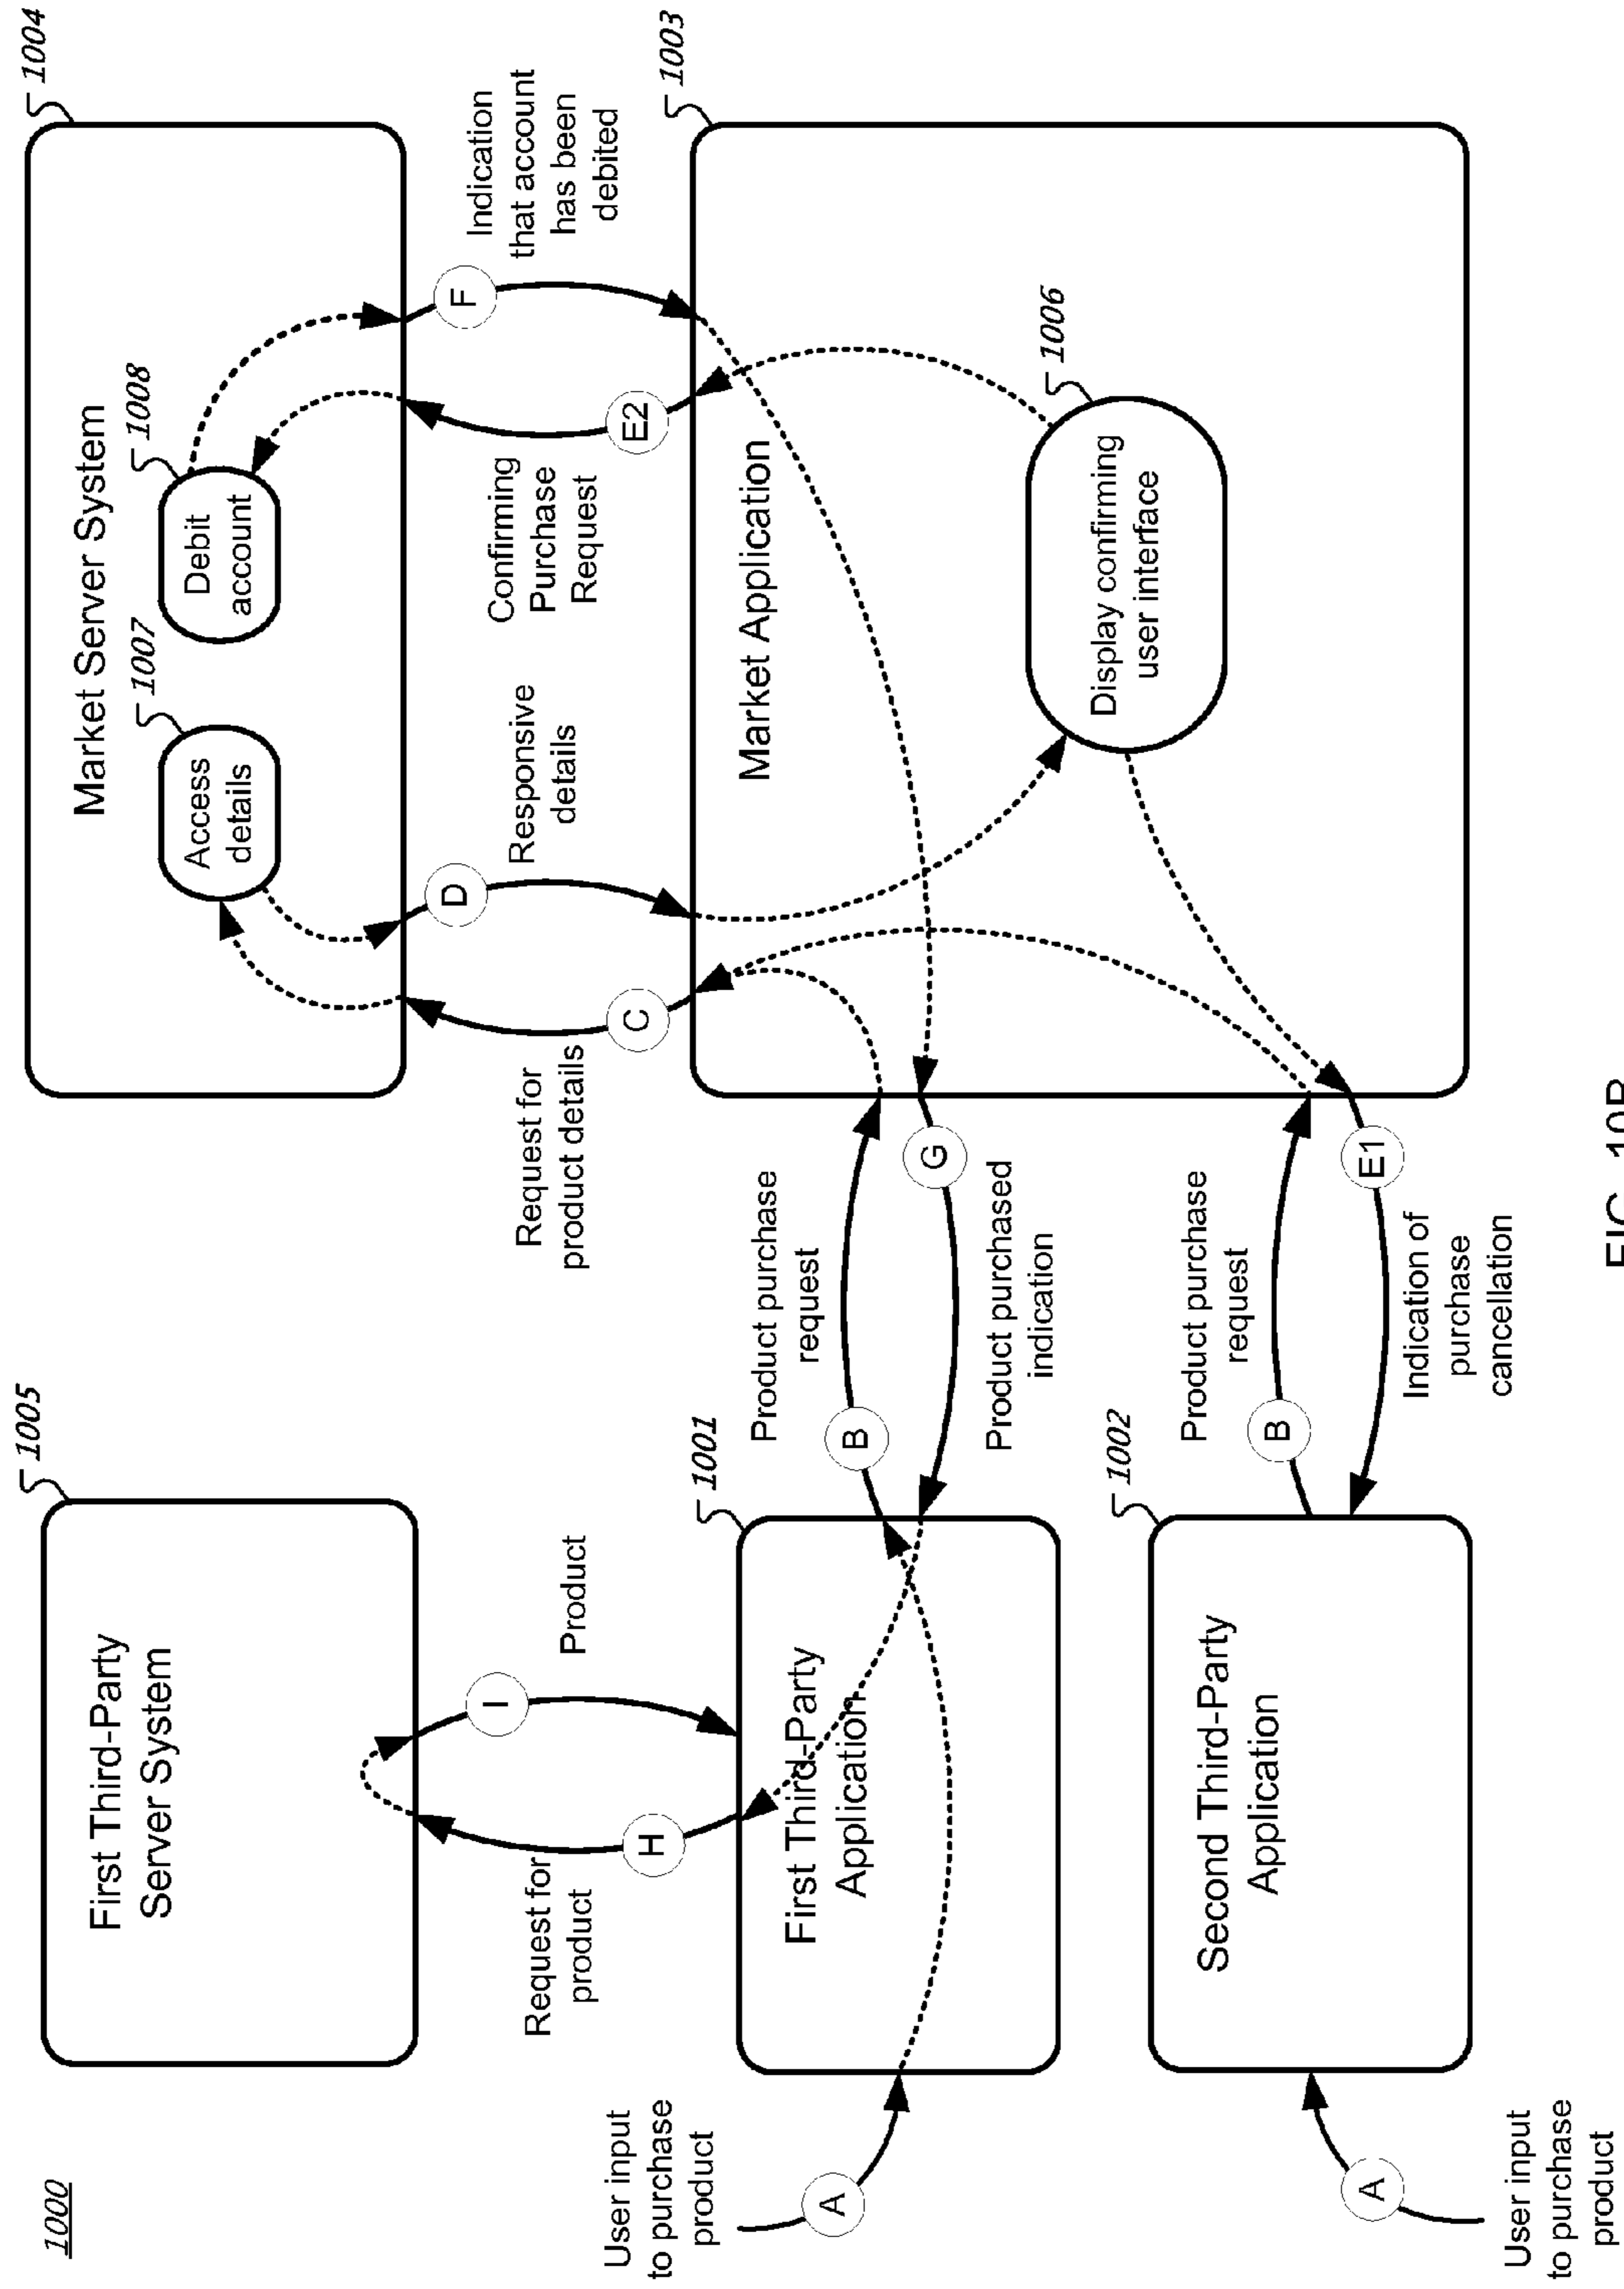 1000
First Third-Party
Server System
1005
Market Server System
1004
Access
details
1007
Debit
account
1008
Request for
product
H
I
Product
Request for
product details
C
D
Responsive
details
Confirming
Purchase
Request
E2
F
Indication
that account
has been
debited
User input
to purchase
product
A
First Third-Party
Application
1001
B
Product purchase
request
G
Product purchased
indication
Market Application
1003
Display confirming
user interface
1006
User input
to purchase
product
A
Second Third-Party
Application
1002
B
Product purchase
request
E1
Indication of
purchase
cancellation